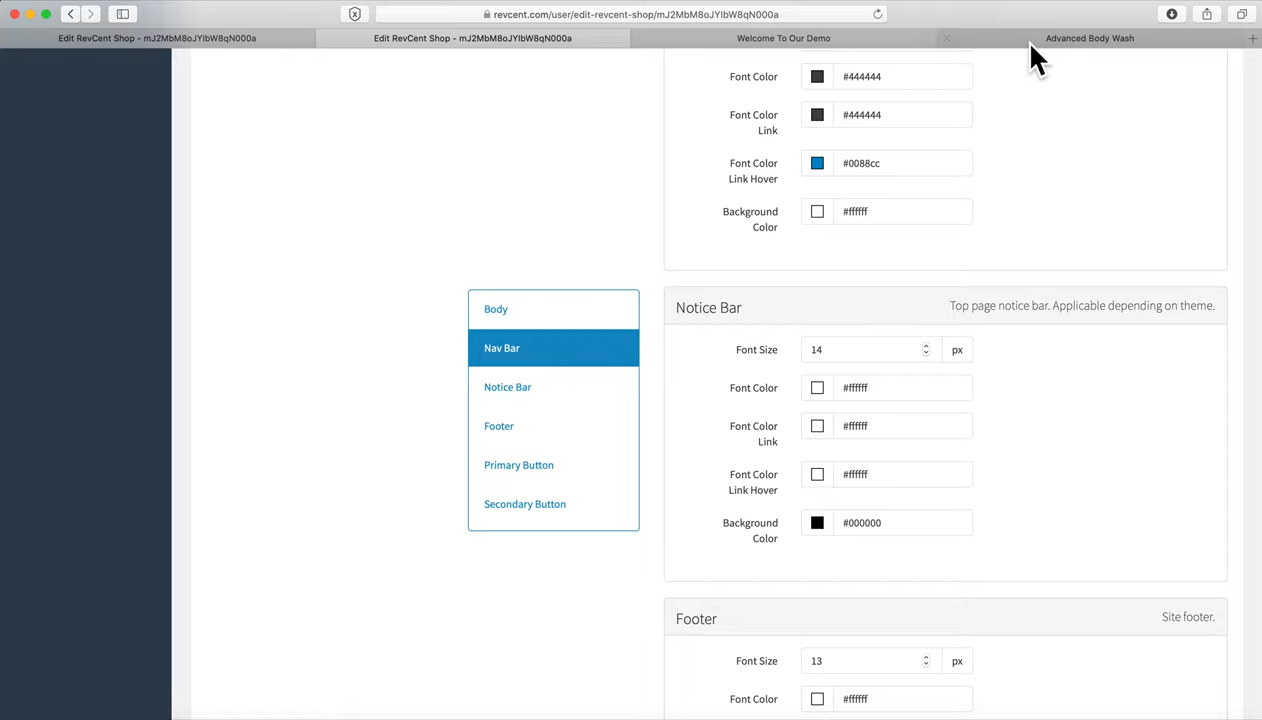 revcent.com/user/edit-revcent-shop/mJ2MbM8oJYIbW8qN000a
Edit RevCent Shop - mJ2MbM8oJYIbW8qN000a
Edit RevCent Shop - mJ2MbM8oJYIbW8qN000a
Welcome To Our Demo
Advanced Body Wash
Font Color
#444444
Font Color
Link
#444444
Font Color
Link Hover
#0088cc
Background
Color
#ffffff
Body
Nav Bar
Notice Bar
Footer
Primary Button
Secondary Button
Notice Bar
Top page notice bar. Applicable depending on theme.
Font Size
14
px
Font Color
#ffffff
Font Color
Link
#ffffff
Font Color
Link Hover
#ffffff
Background
Color
#000000
Footer
Site footer.
Font Size
13
px
Font Color
#ffffff